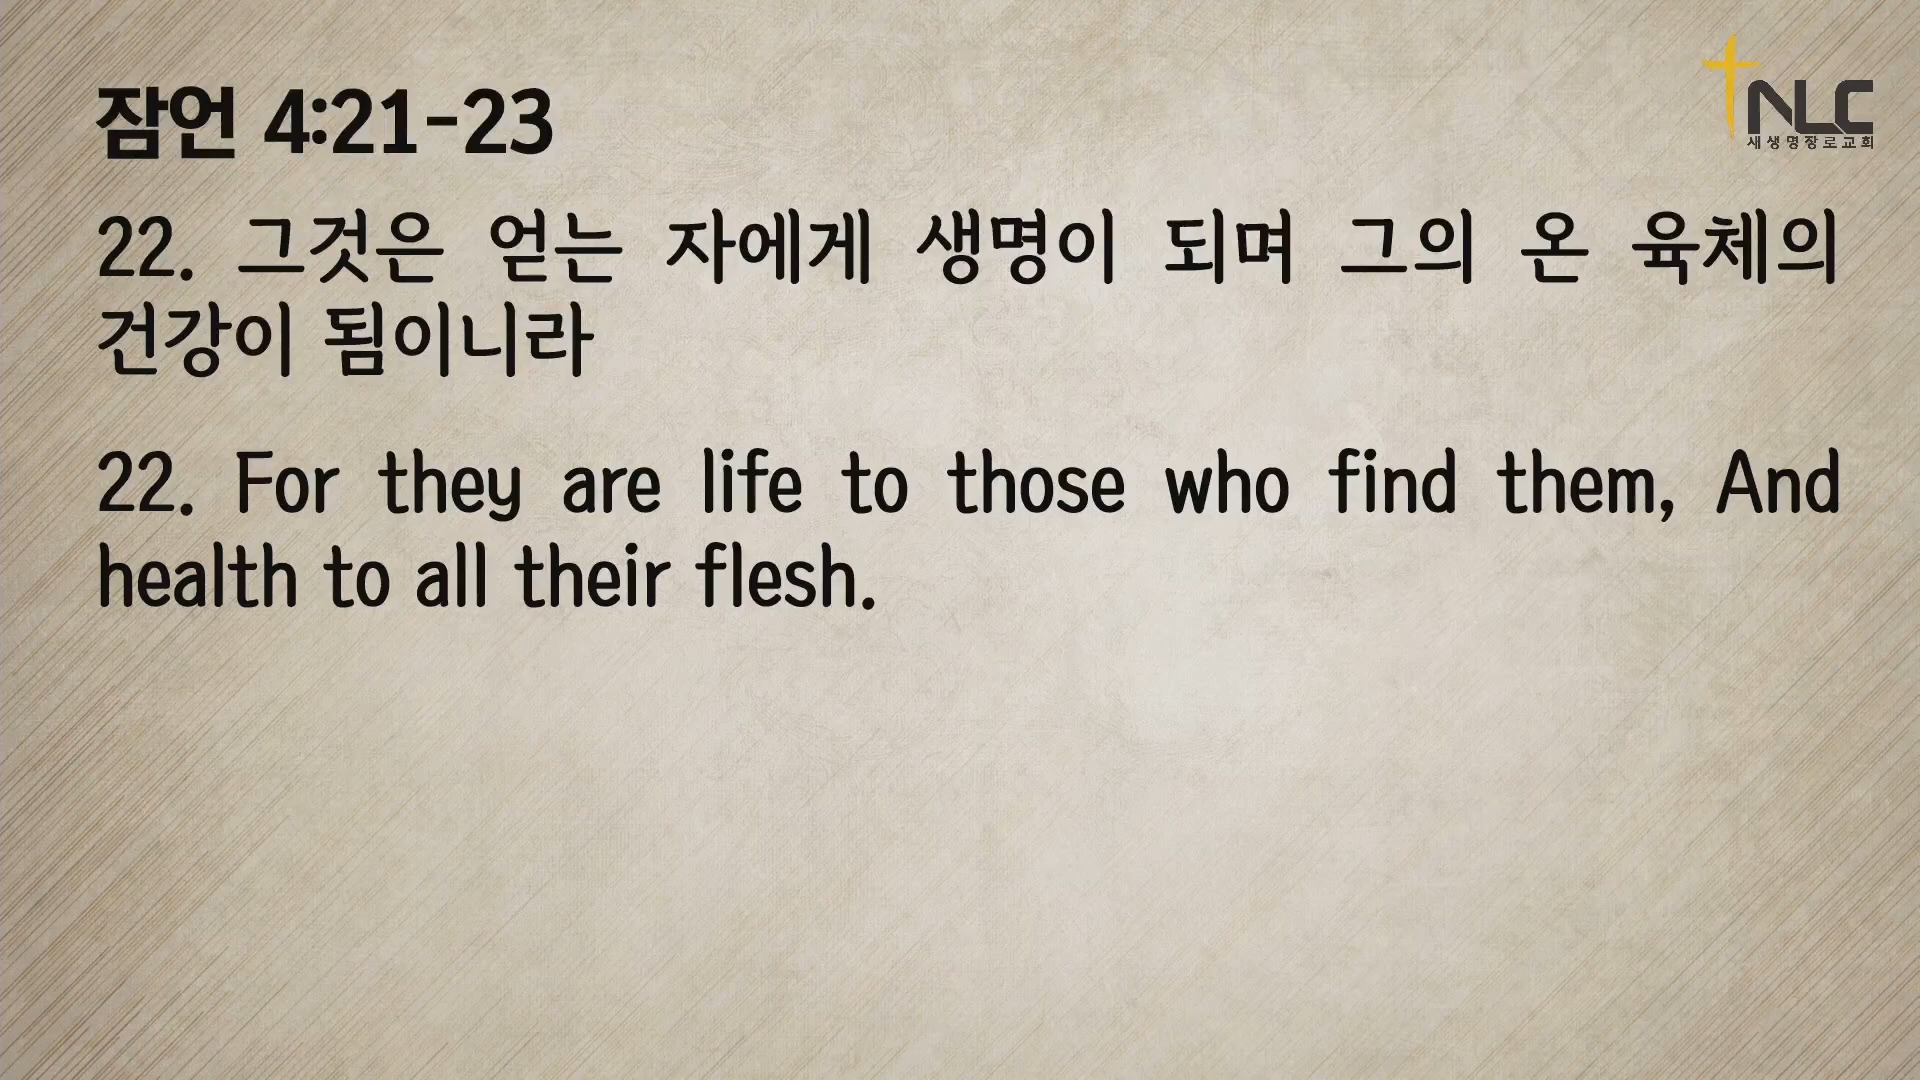 잠언 4:21-23
NLC
새생명장로교회
22. 그것은 얻는 자에게 생명이 되며 그의 온 육체의
건강이 됨이니라
22. For they are life to those who find them, And
health to all their flesh.